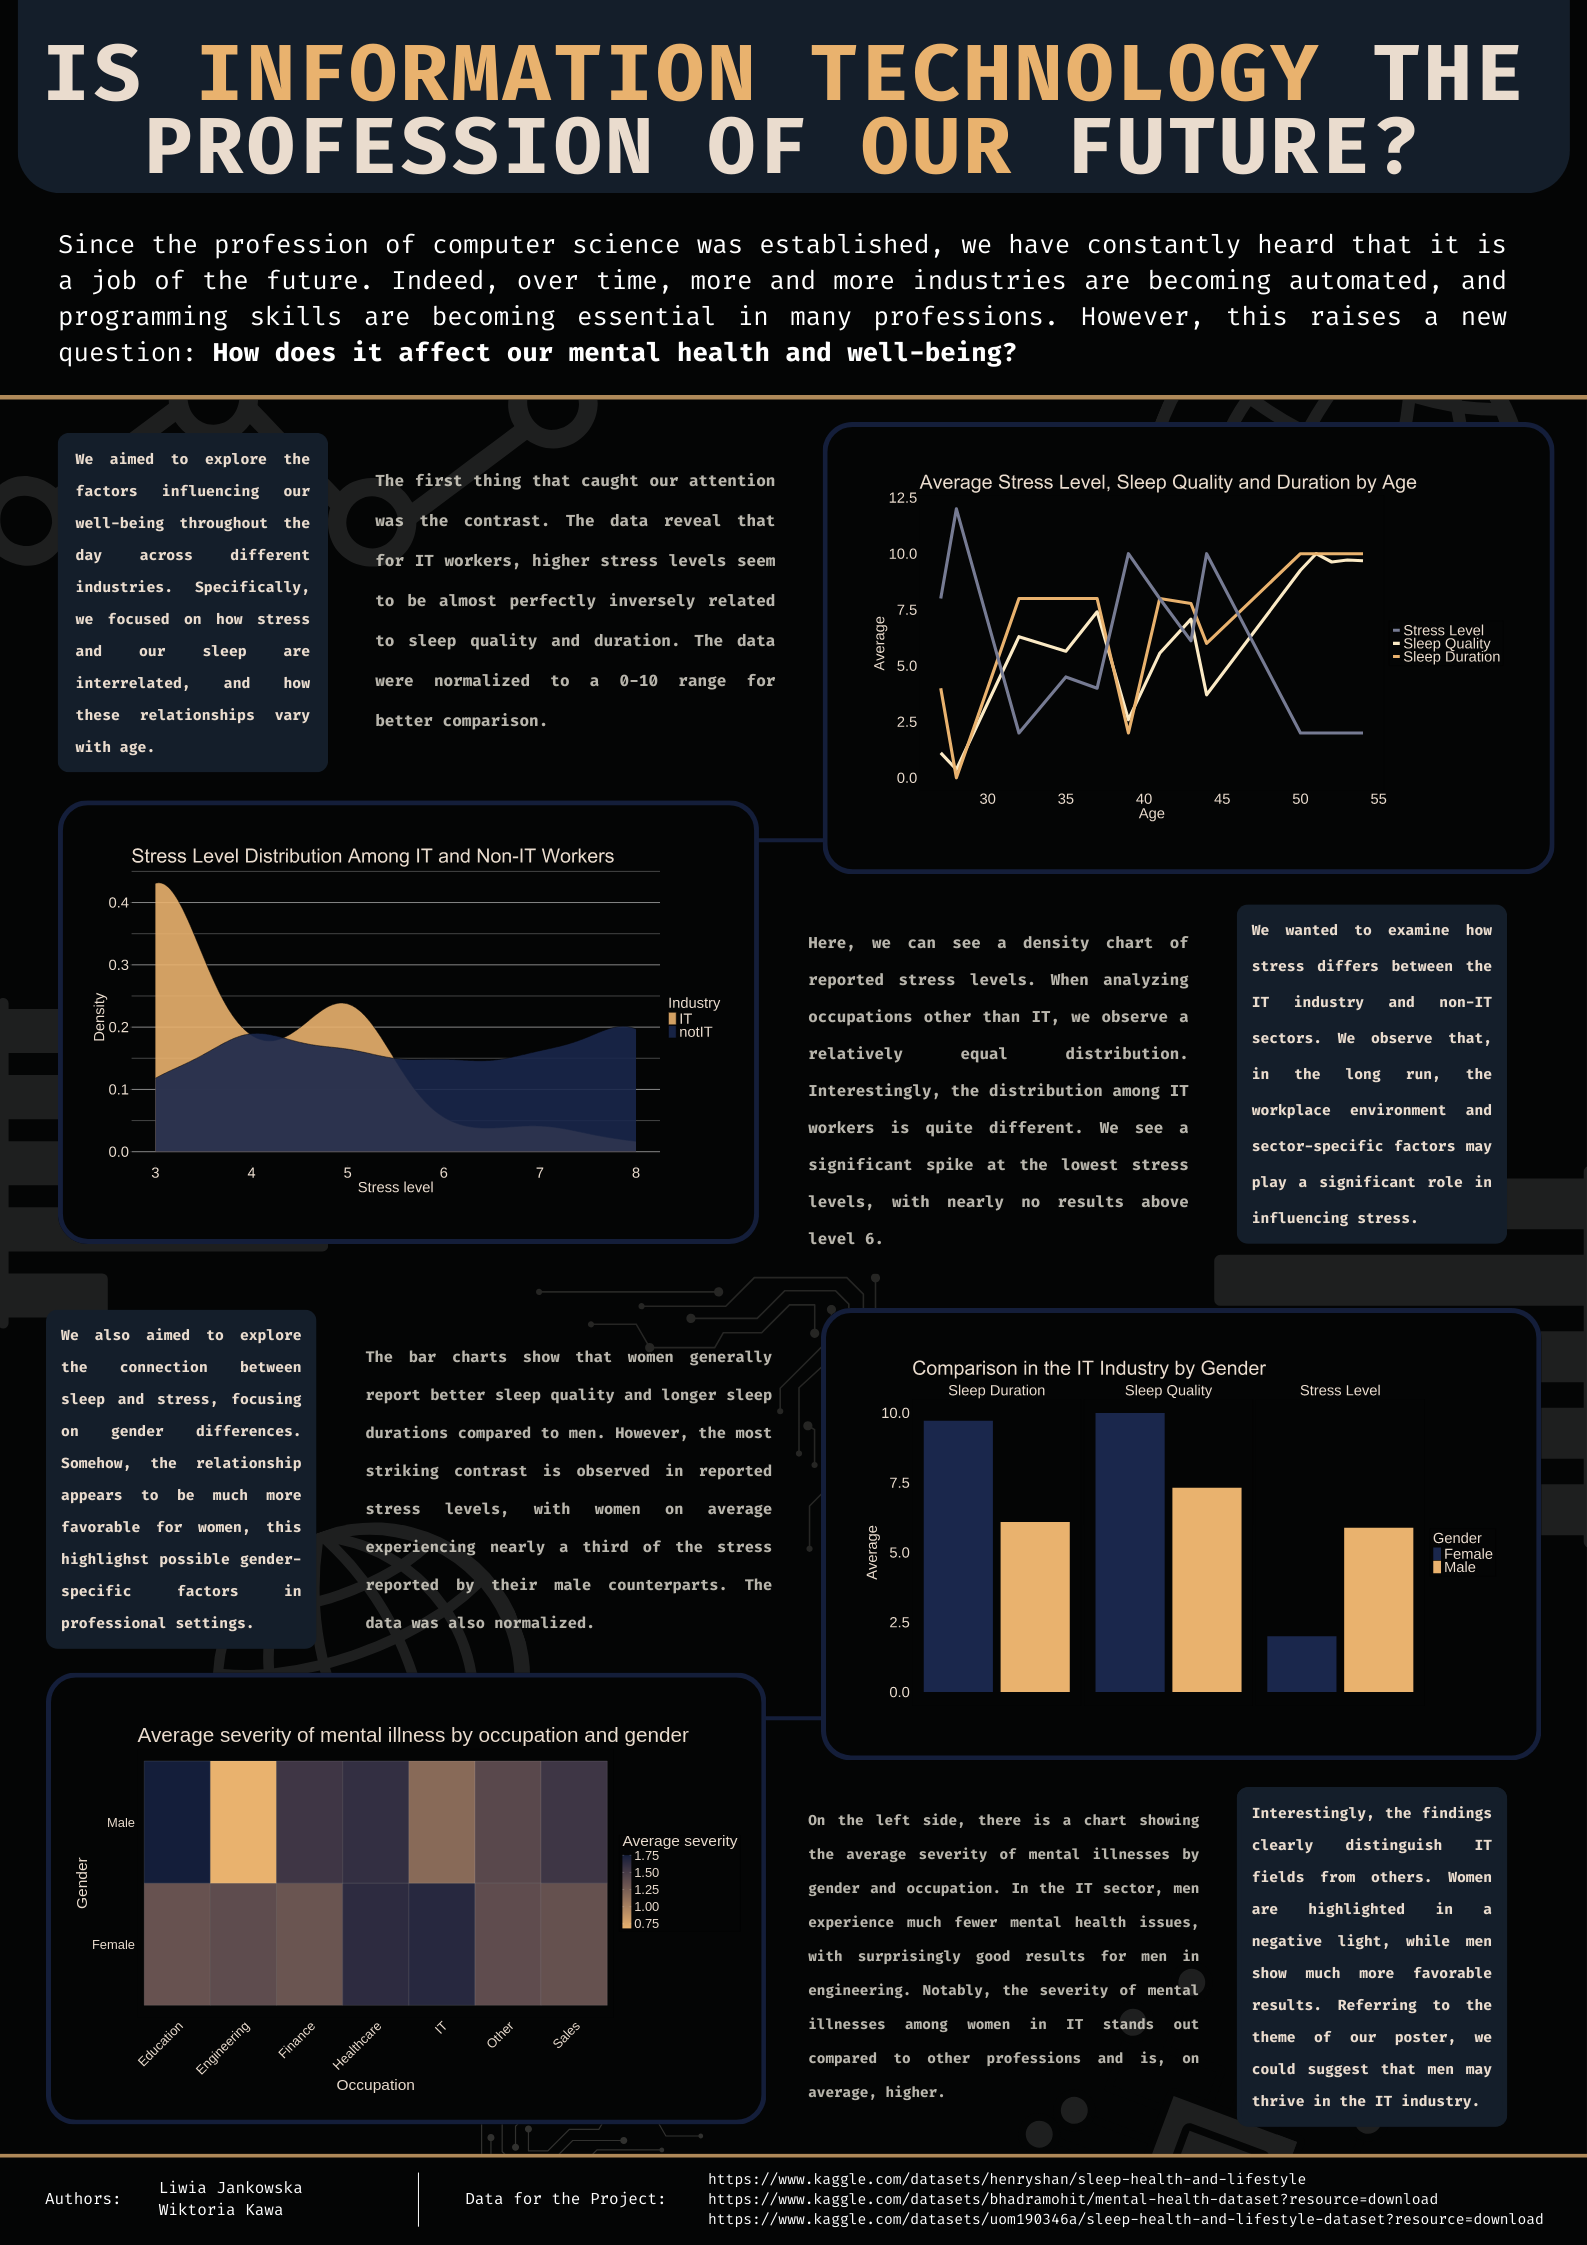 IS INFORMATION TECHNOLOGY THE
PROFESSION OF OUR FUTURE?
Since the profession of computer science was established, we have constantly heard that it is
a job of the future. Indeed, over time, more and more industries are becoming automated, and
programming skills are becoming essential in many professions. However, this raises a new
question: How does it affect our mental health and well-being?
We aimed to explore the
factors influencing our
well-being throughout the
day across different
industries. Specifically,
we focused on how stress
and our sleep are
interrelated, and how
these relationships vary
with age.
The first thing that caught our attention
was the contrast. The data reveal that
for IT workers, higher stress levels seem
to be almost perfectly inversely related
to sleep quality and duration. The data
were normalized to a 0-10 range for
better comparison.
Average Stress Level, Sleep Quality and Duration by Age
12.5
10.0
7.5
5.0
2.5
0.0
Average
30 35 40 45 50 55
Age
Stress Level
Sleep Quality
Sleep Duration
Stress Level Distribution Among IT and Non-IT Workers
0.4
0.3
0.2
0.1
0.0
Density
3 4 5 6 7 8
Stress level
Industry
IT
notIT
Here, we can see a density chart of
reported stress levels. When analyzing
occupations other than IT, we observe a
relatively equal distribution.
Interestingly, the distribution among IT
workers is quite different. We see a
significant spike at the lowest stress
levels, with nearly no results above
level 6.
We wanted to examine how
stress differs between the
IT industry and non-IT
sectors. We observe that,
in the long run, the
workplace environment and
sector-specific factors may
play a significant role in
influencing stress.
We also aimed to explore
the connection between
sleep and stress, focusing
on gender differences.
Somehow, the relationship
appears to be much more
favorable for women, this
highlighst possible gender-
specific factors in
professional settings.
The bar charts show that women generally
report better sleep quality and longer sleep
durations compared to men. However, the most
striking contrast is observed in reported
stress levels, with women on average
experiencing nearly a third of the stress
reported by their male counterparts. The
data was also normalized.
Comparison in the IT Industry by Gender
Sleep Duration Sleep Quality Stress Level
10.0
7.5
5.0
2.5
0.0
Average
Gender
Female
Male
Average severity of mental illness by occupation and gender
Male
Female
Gender
Education Engineering Finance Healthcare IT Other Sales
Occupation
Average severity
1.75
1.50
1.25
1.00
0.75
On the left side, there is a chart showing
the average severity of mental illnesses by
gender and occupation. In the IT sector, men
experience much fewer mental health issues,
with surprisingly good results for men in
engineering. Notably, the severity of mental
illnesses among women in IT stands out
compared to other professions and is, on
average, higher.
Interestingly, the findings
clearly distinguish IT
fields from others. Women
are highlighted in a
negative light, while men
show much more favorable
results. Referring to the
theme of our poster, we
could suggest that men may
thrive in the IT industry.
Authors:
Liwia Jankowska
Wiktoria Kawa
Data for the Project:
https://www.kaggle.com/datasets/henryshan/sleep-health-and-lifestyle
https://www.kaggle.com/datasets/bhadramohit/mental-health-dataset?resource=download
https://www.kaggle.com/datasets/uom190346a/sleep-health-and-lifestyle-dataset?resource=download